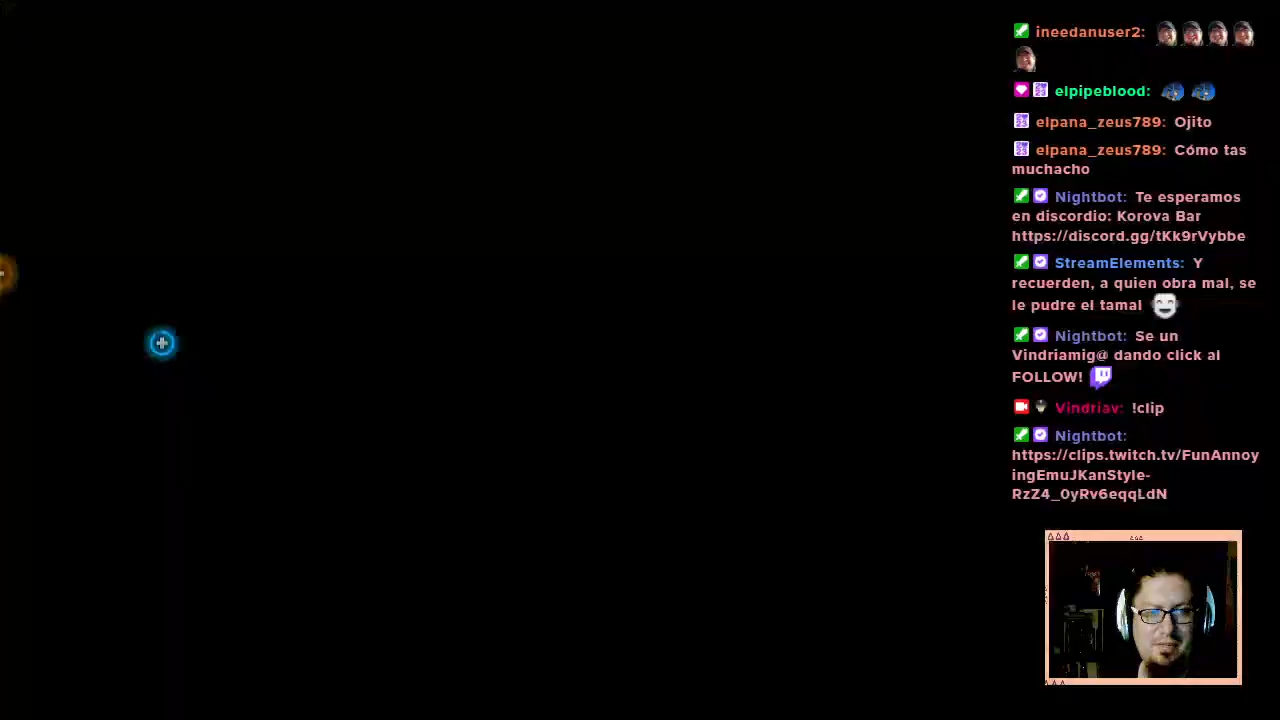 ineedanuser2:
elpipeblood:
elpana_zeus789: Ojito
elpana_zeus789: Cómo tas
muchacho
Nightbot: Te esperamos
en discordio: Korova Bar
https://discord.gg/tKk9rVybbe
StreamElements: Y
recuerden, a quien obra mal, se
le pudre el tamal
Nightbot: Se un
Vindriamig@ dando click al
FOLLOW!
Vindriav: !clip
Nightbot:
https://clips.twitch.tv/FunAnnoy
ingEmuJKanStyle-
RzZ4_0yRv6eqqLdN